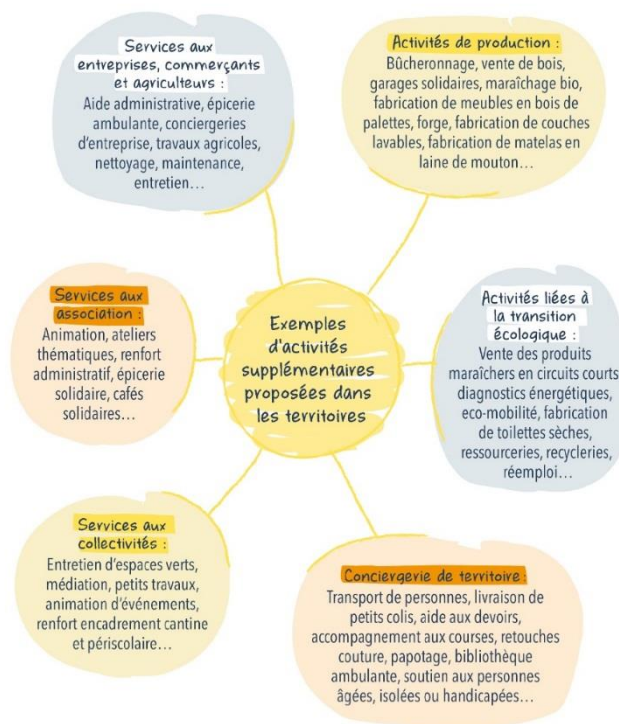 Services aux
entreprises, commerçants
et agriculteurs :
Aide administrative, épicerie
ambulante, conciergeries
d'entreprise, travaux agricoles,
nettoyage, maintenance,
entretien…
Activités de production :
Bûcheronnage, vente de bois,
garages solidaires, maraîchage bio,
fabrication de meubles en bois de
palettes, forge, fabrication de couches
lavables, fabrication de matelas en
laine de mouton…
Services aux
association :
Animation, ateliers
thématiques, renfort
administratif, épicerie
solidaire, cafés
solidaires…
Exemples
d'activités
supplémentaires
proposées dans
les territoires
Activités liées à
la transition
écologique :
Vente des produits
maraîchers en circuits courts
diagnostics énergétiques,
eco-mobilité, fabrication
de toilettes sèches,
ressourceries, recycleries,
réemploi…
Services aux
collectivités :
Entretien d'espaces verts,
médiation, petits travaux,
animation d'événements,
renfort encadrement cantine
et périscolaire…
Conciergerie de territoire :
Transport de personnes, livraison de
petits colis, aide aux devoirs,
accompagnement aux courses, retouches
couture, papotage, bibliothèque
ambulante, soutien aux personnes
âgées, isolées ou handicapées…